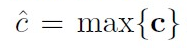 ĉ = max{𝐜}